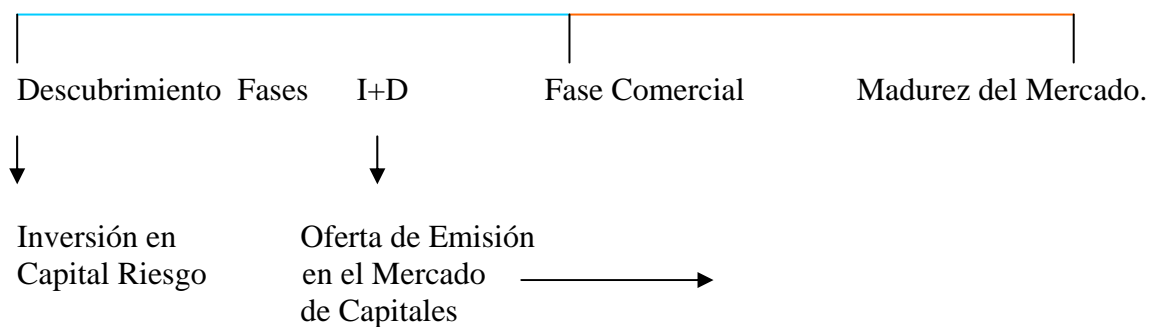 Descubrimiento Fases I+D Fase Comercial Madurez del Mercado.
Inversión en
Capital Riesgo
Oferta de Emisión
en el Mercado
de Capitales